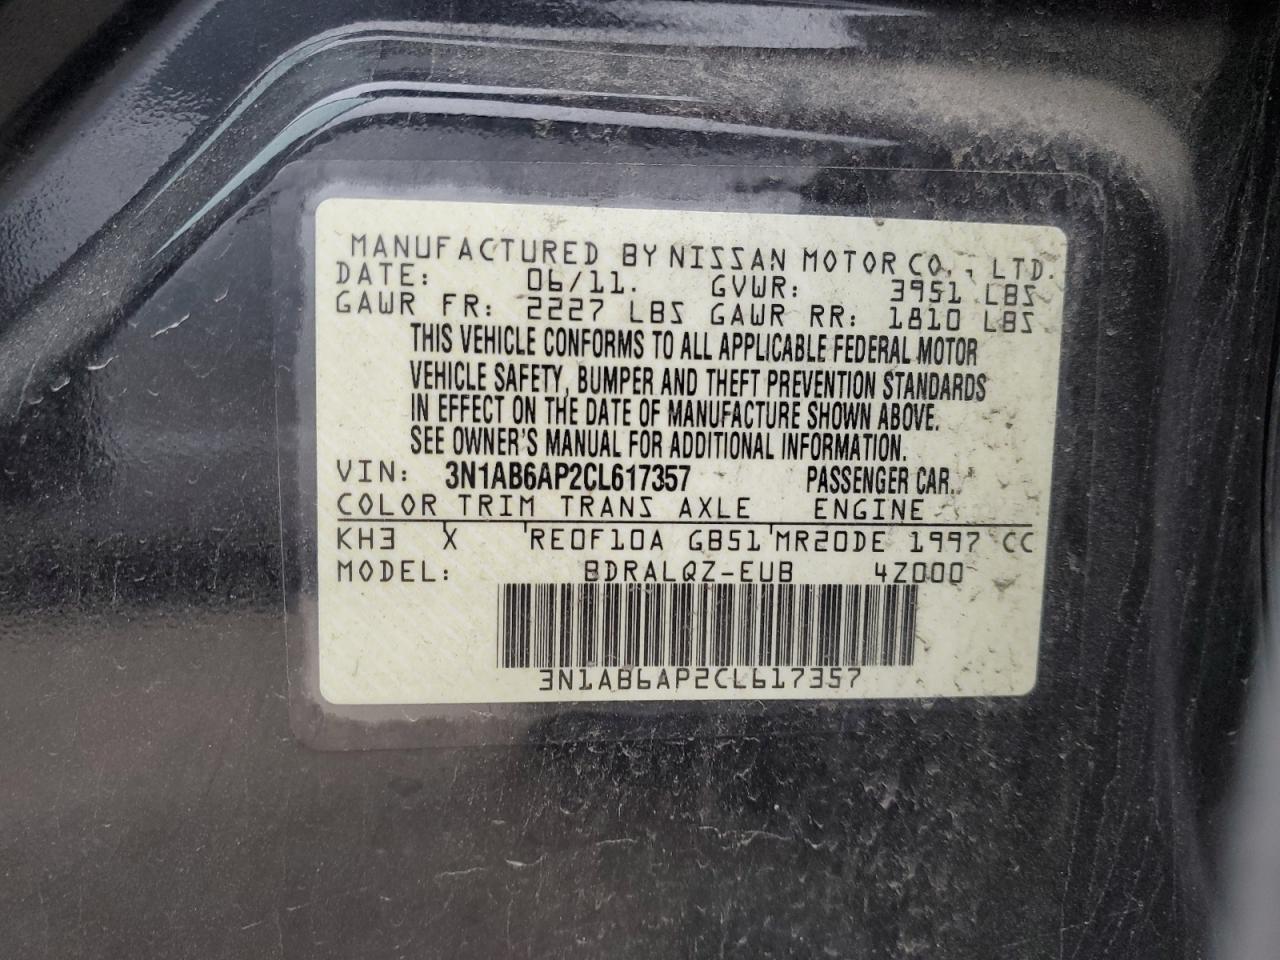 MANUFACTURED BY NISSAN MOTOR CO., LTD.
DATE: 06/11. GVWR: 3951 LBS
GAWR FR: 2227 LBS GAWR RR: 1810 LBS
THIS VEHICLE CONFORMS TO ALL APPLICABLE FEDERAL MOTOR
VEHICLE SAFETY, BUMPER AND THEFT PREVENTION STANDARDS
IN EFFECT ON THE DATE OF MANUFACTURE SHOWN ABOVE.
SEE OWNER'S MANUAL FOR ADDITIONAL INFORMATION.
VIN: 3N1AB6AP2CL617357 PASSENGER CAR.
COLOR TRIM TRANS AXLE ENGINE
KH3 X RE0F10A GB51 MR20DE 1997 CC
MODEL: BDRALQZ-EUB 4Z000
3N1AB6AP2CL617357